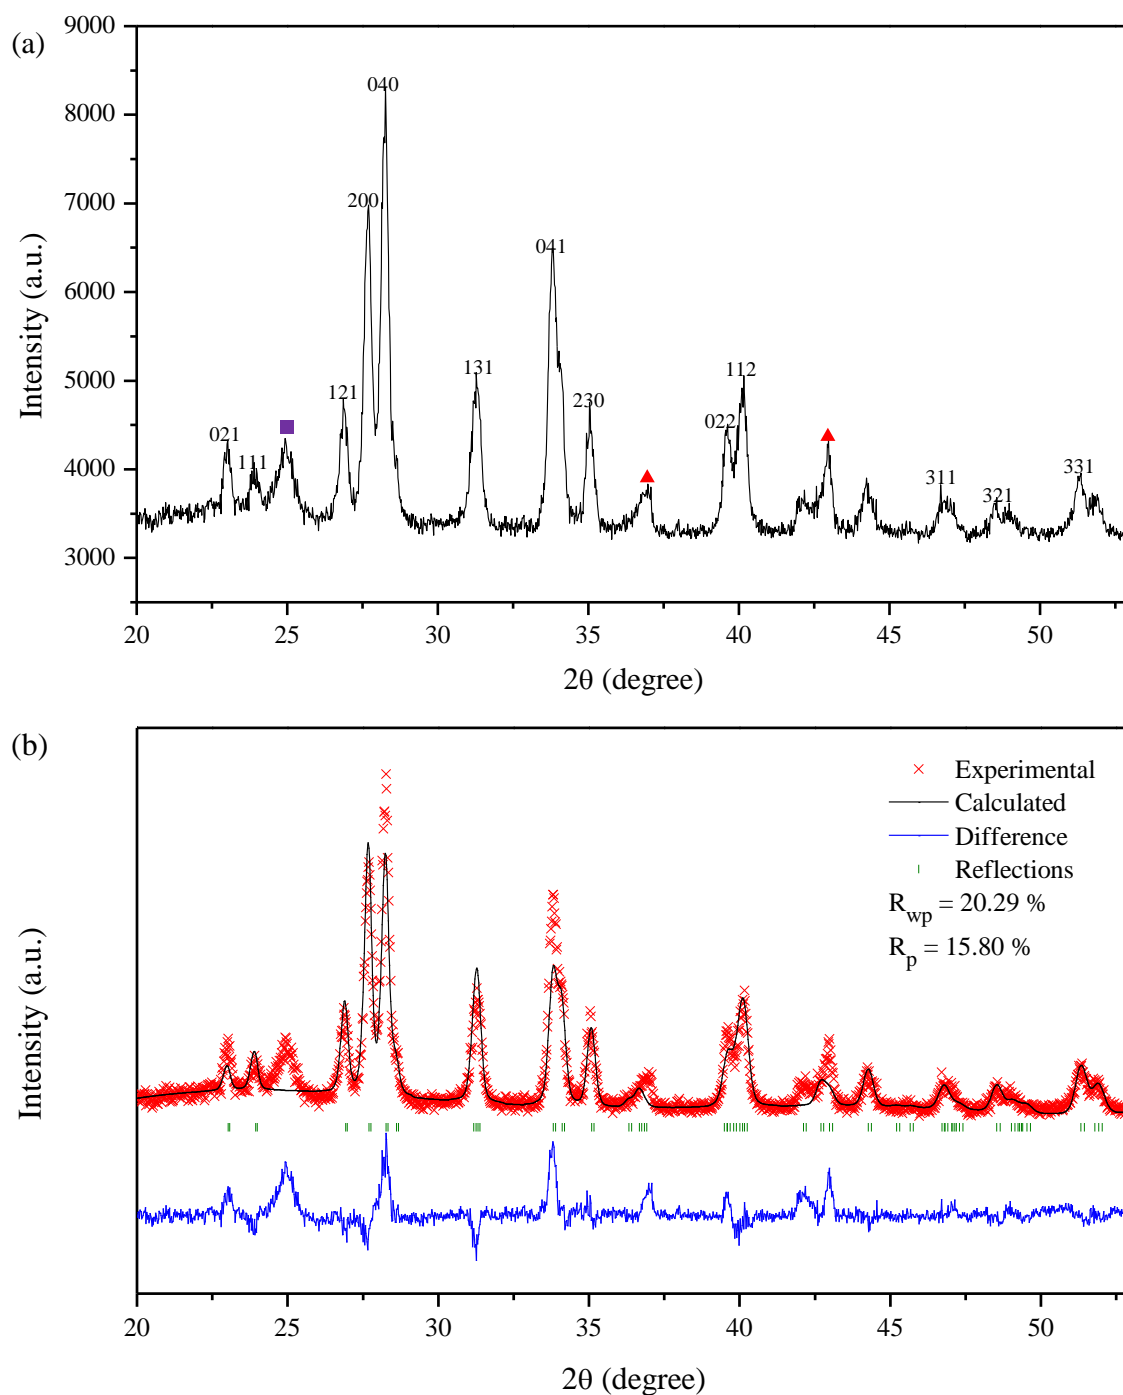 (a)
9000
8000
7000
6000
5000
4000
3000
Intensity (a.u.)
021
111
121
200
040
131
041
230
022
112
311
321
331
20
25
30
35
40
45
50
2θ (degree)
(b)
Experimental
Calculated
Difference
Reflections
Rwp = 20.29 %
Rp = 15.80 %
Intensity (a.u.)
20
25
30
35
40
45
50
2θ (degree)